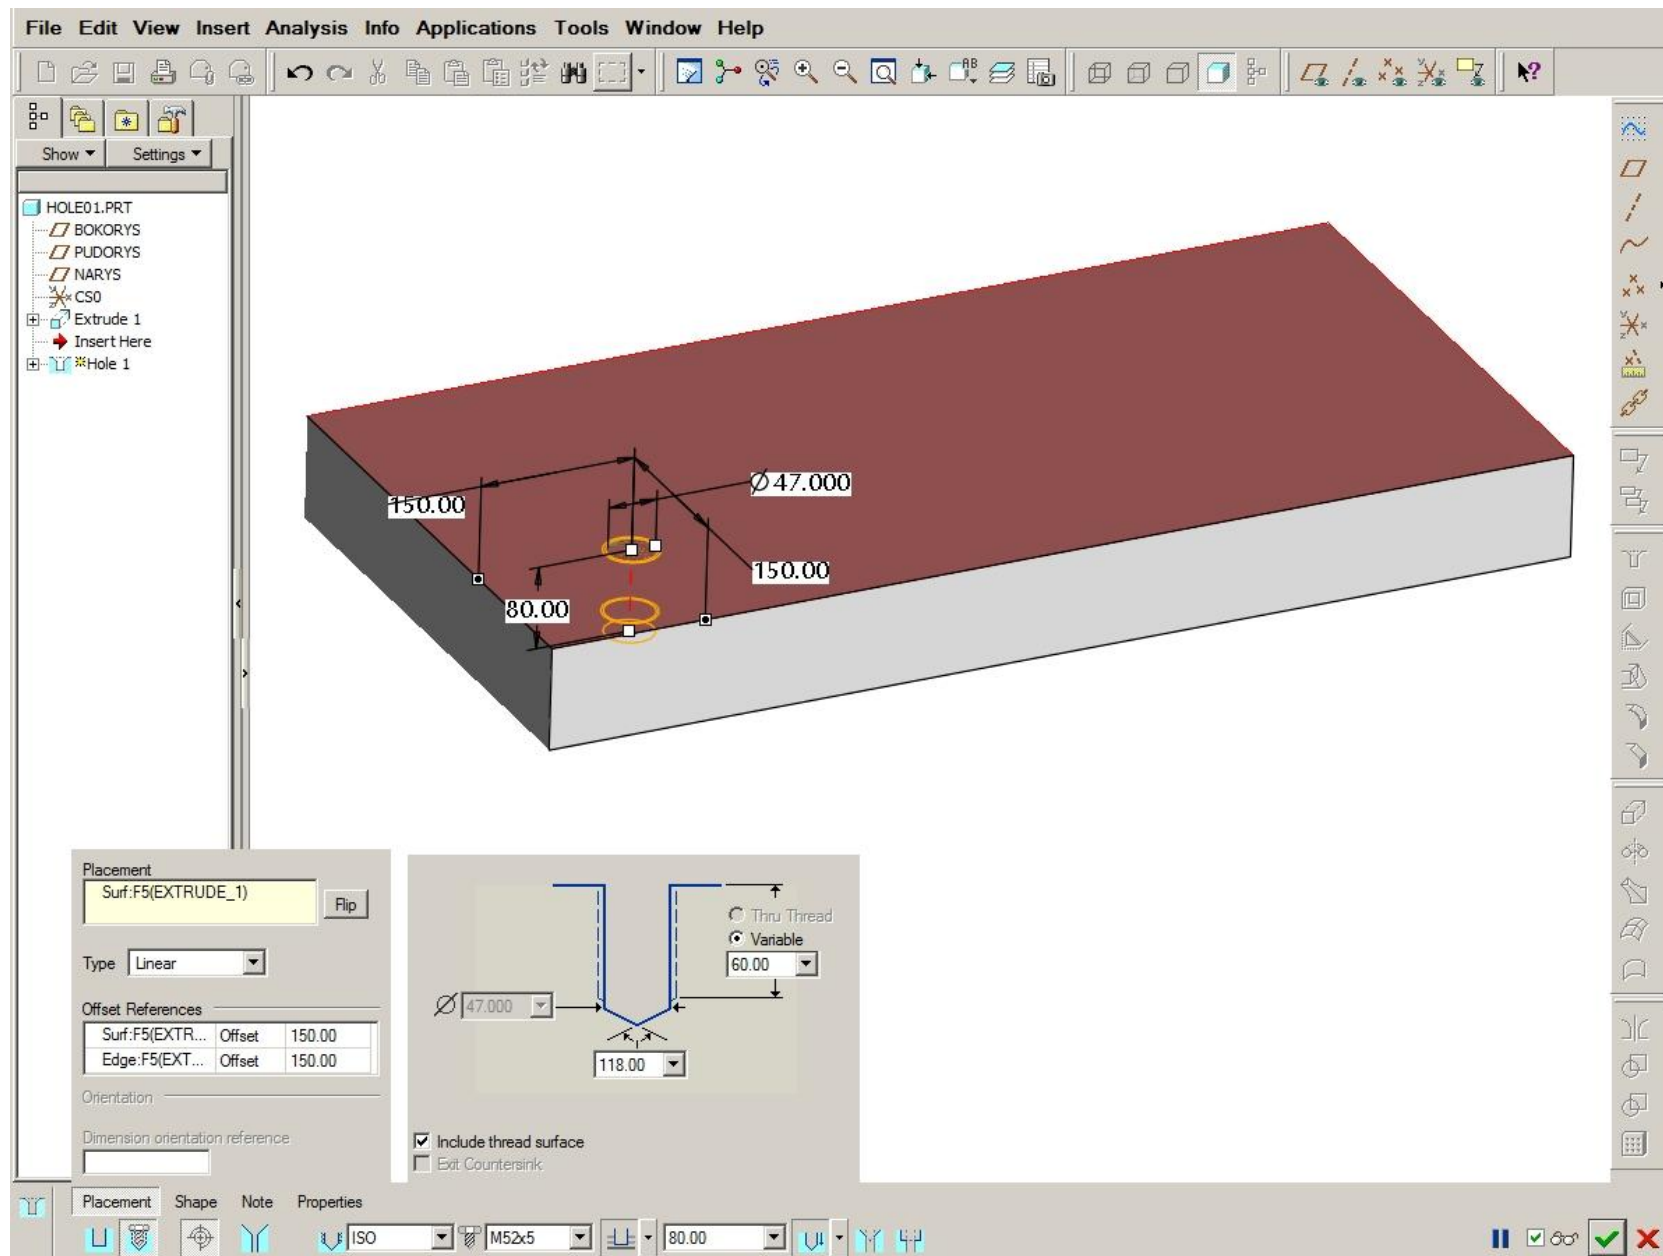 File Edit View Insert Analysis Info Applications Tools Window Help
Show Settings
HOLE01.PRT
BOKORYS
PUDORYS
NARYS
CS0
Extrude 1
Insert Here
Hole 1
150.00
Ø47.000
150.00
80.00
Placement
Surf:F5(EXTRUDE_1)
Flip
Type Linear
Offset References
Surf:F5(EXTR... Offset 150.00
Edge:F5(EXT... Offset 150.00
Orientation
Dimension orientation reference
Thru Thread
Variable
60.00
Ø 47.000
118.00
Include thread surface
Exit Countersink
Placement Shape Note Properties
ISO M52x5 80.00